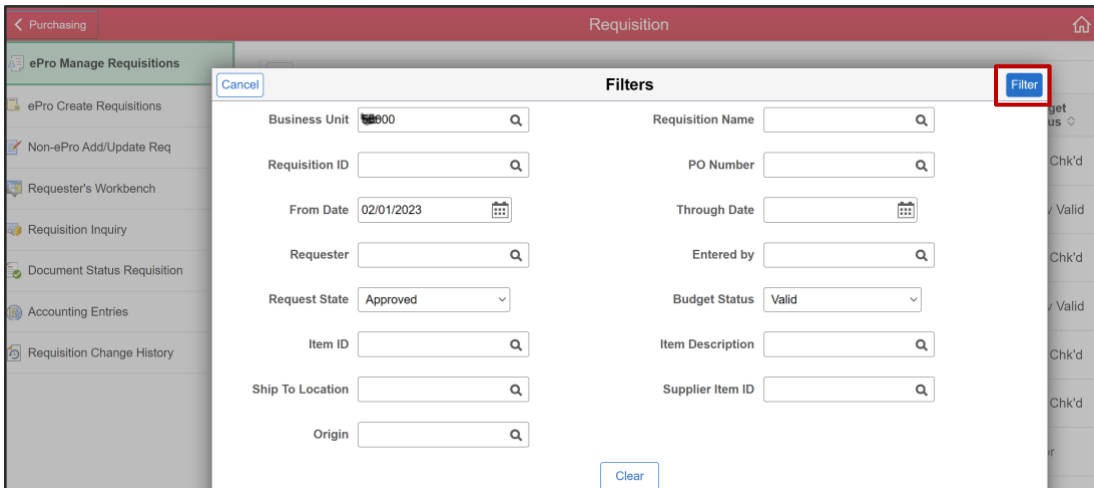 Purchasing
Requisition
ePro Manage Requisitions
ePro Create Requisitions
Non-ePro Add/Update Req
Requester's Workbench
Requisition Inquiry
Document Status Requisition
Accounting Entries
Requisition Change History
Cancel
Filters
Filter
Business Unit
Requisition Name
Requisition ID
PO Number
From Date 02/01/2023
Through Date
Requester
Entered by
Request State Approved
Budget Status Valid
Item ID
Item Description
Ship To Location
Supplier Item ID
Origin
Clear
Chk'd
Valid
Chk'd
Valid
Chk'd
Chk'd